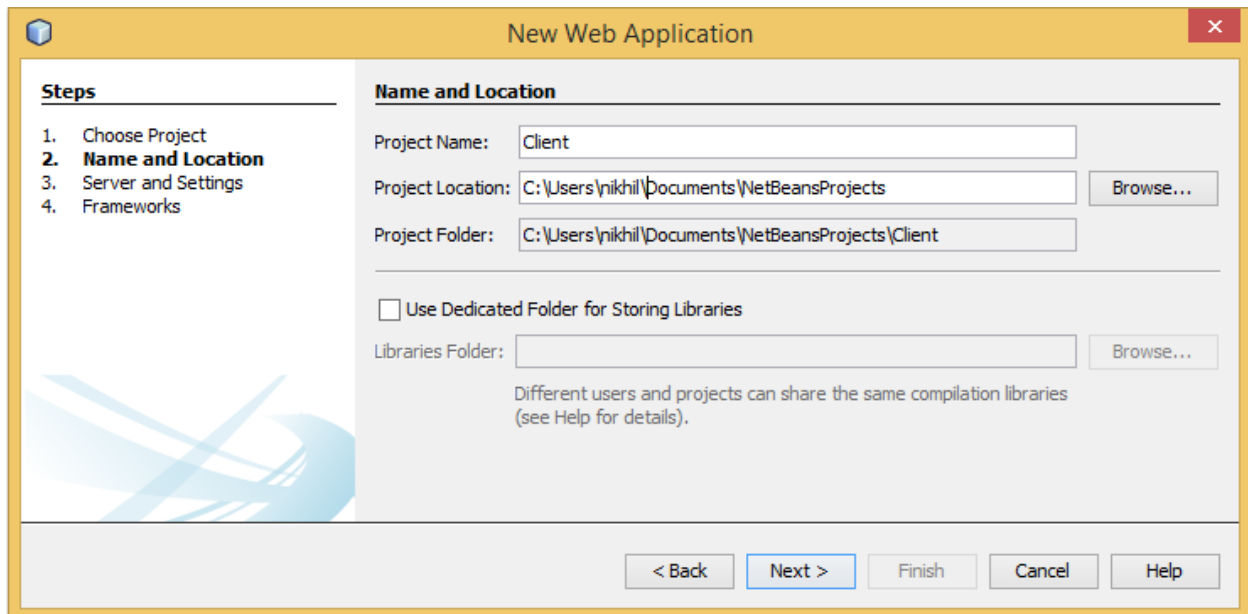 New Web Application
Steps
1. Choose Project
2. Name and Location
3. Server and Settings
4. Frameworks
Name and Location
Project Name: Client
Project Location: C:\Users\nikhil\Documents\NetBeansProjects Browse...
Project Folder: C:\Users\nikhil\Documents\NetBeansProjects\Client
Use Dedicated Folder for Storing Libraries
Libraries Folder: Browse...
Different users and projects can share the same compilation libraries
(see Help for details).
< Back Next > Finish Cancel Help